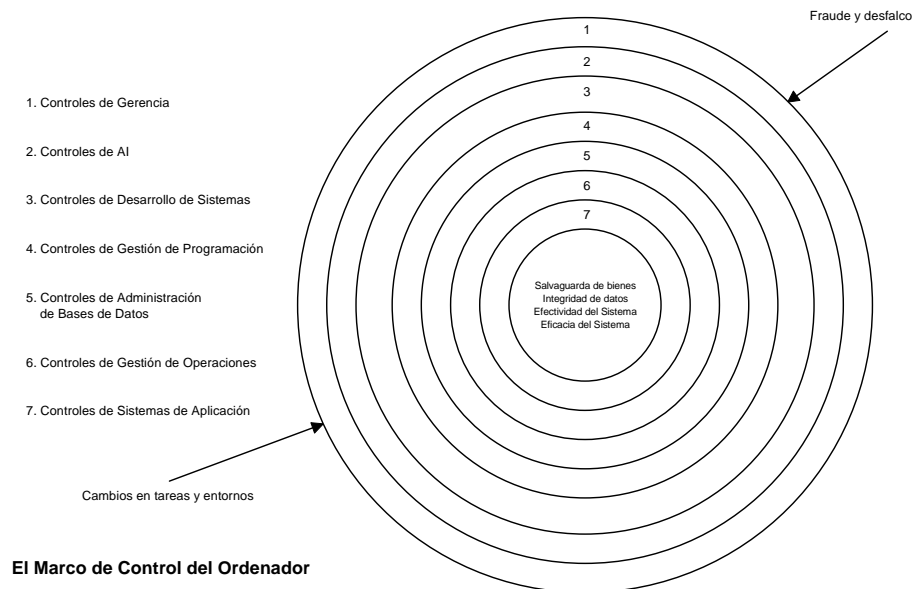 Fraude y desfalco
1
2
3
4
5
6
7
1. Controles de Gerencia
2. Controles de AI
3. Controles de Desarrollo de Sistemas
4. Controles de Gestión de Programación
5. Controles de Administración
de Bases de Datos
6. Controles de Gestión de Operaciones
7. Controles de Sistemas de Aplicación
Salvaguarda de bienes
Integridad de datos
Efectividad del Sistema
Eficacia del Sistema
Cambios en tareas y entornos
El Marco de Control del Ordenador